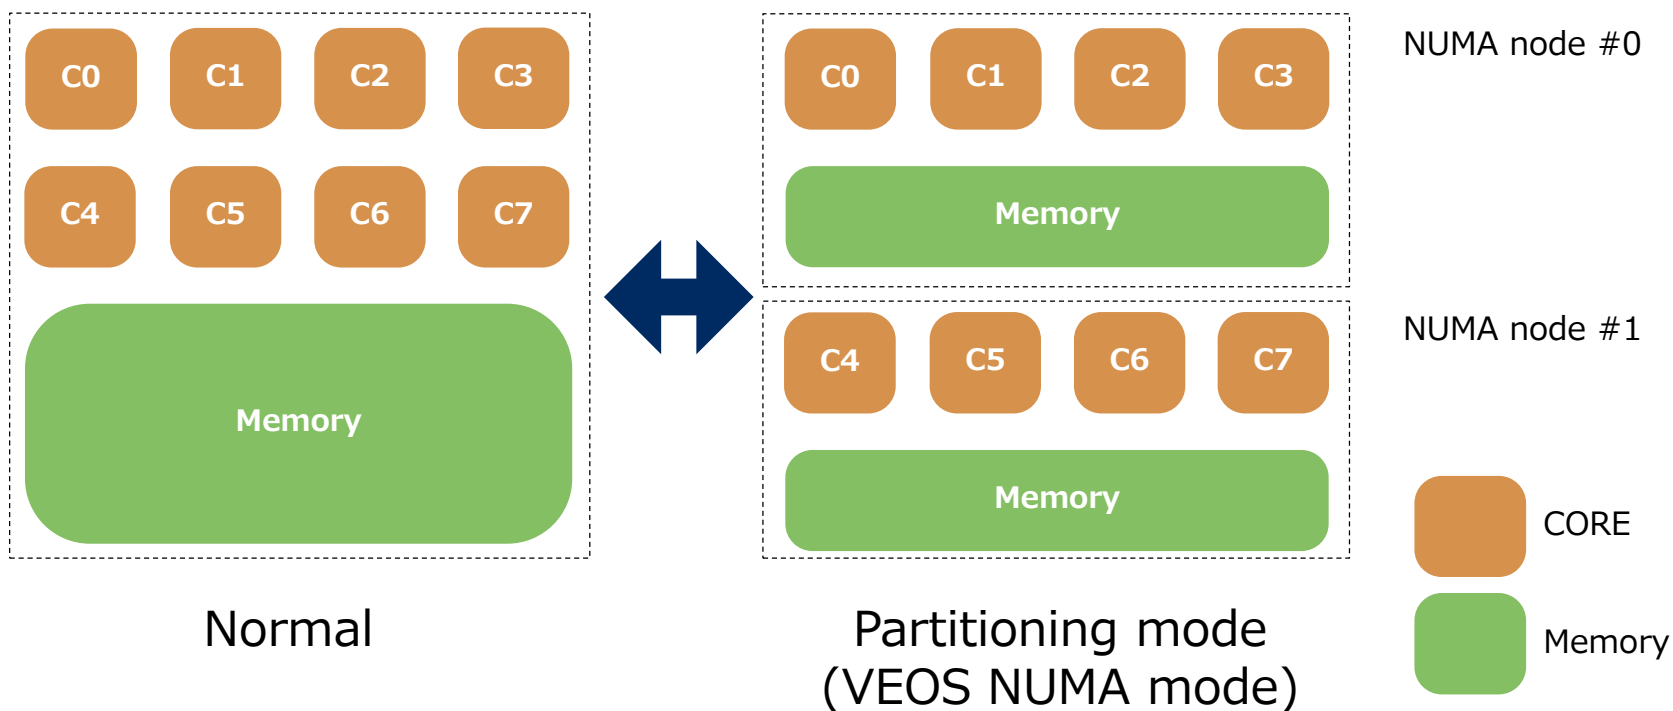 C0 C1 C2 C3
C4 C5 C6 C7
Memory
Normal
C0 C1 C2 C3
Memory
NUMA node #0
C4 C5 C6 C7
Memory
NUMA node #1
Partitioning mode
(VEOS NUMA mode)
CORE
Memory